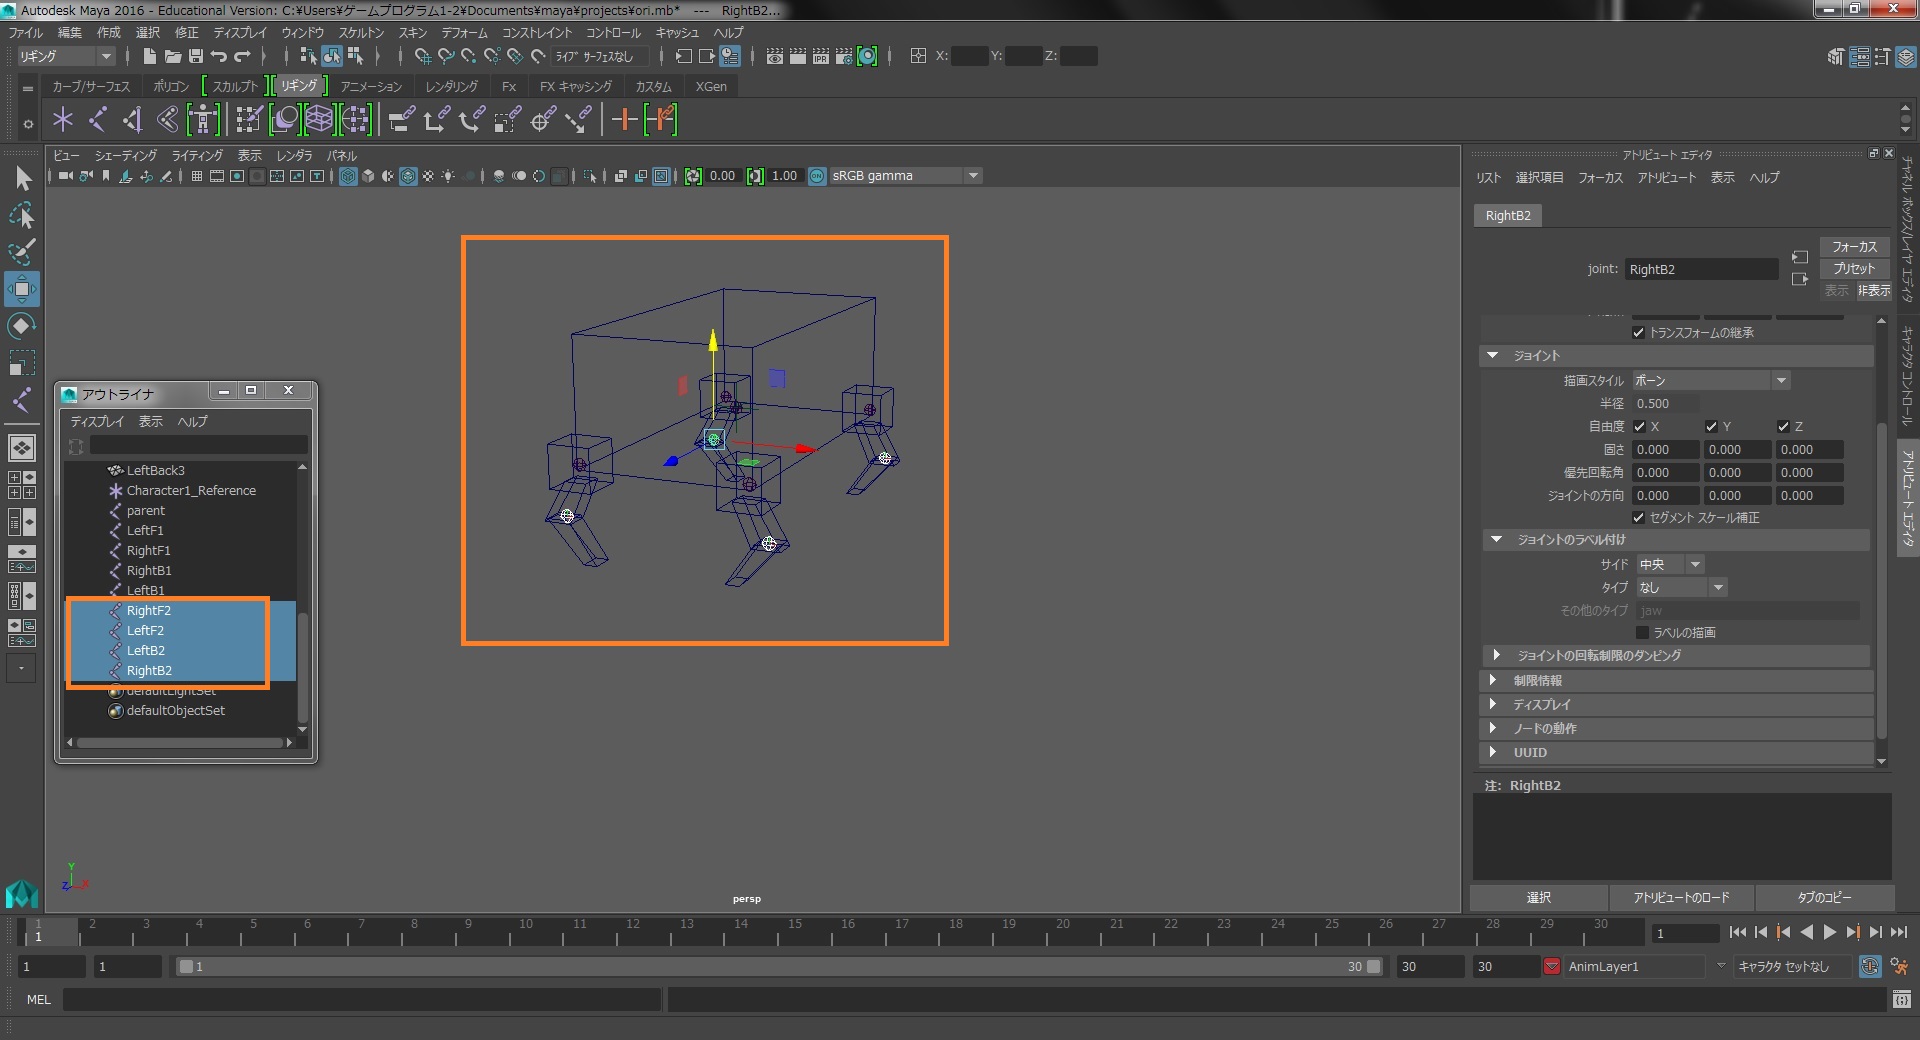 Autodesk Maya 2016 - Educational Version: C:¥Users¥ゲームプログラム1-2¥Documents¥maya¥projects¥ori.mb* --- RightB2...
ファイル 編集 作成 選択 修正 ディスプレイ ウィンドウ スケルトン スキン デフォーム コンストレイント コントロール キャッシュ ヘルプ
リギング ライブ サーフェスなし IPR X: Y: Z:
カーブ/サーフェス ポリゴン スカルプト リギング アニメーション レンダリング Fx FX キャッシング カスタム XGen
ビュー シェーディング ライティング 表示 レンダラ パネル
0.00 1.00 ON sRGB gamma
アウトライナ
ディスプレイ 表示 ヘルプ
LeftBack3
Character1_Reference
parent
LeftF1
RightF1
RightB1
LeftB1
RightF2
LeftF2
LeftB2
RightB2
defaultLightSet
defaultObjectSet
Y
Z X
persp
アトリビュート エディタ
リスト 選択項目 フォーカス アトリビュート 表示 ヘルプ
RightB2
joint: RightB2
フォーカス
プリセット
表示 非表示
トランスフォームの継承
ジョイント
描画スタイル ボーン
半径 0.500
自由度 X Y Z
固さ 0.000 0.000 0.000
優先回転角 0.000 0.000 0.000
ジョイントの方向 0.000 0.000 0.000
セグメント スケール補正
ジョイントのラベル付け
サイド 中央
タイプ なし
その他のタイプ jaw
ラベルの描画
ジョイントの回転制限のダンピング
制限情報
ディスプレイ
ノードの動作
UUID
注: RightB2
選択 アトリビュートのロード タブのコピー
チャネル ボックス/レイヤ エディタ
キャラクタ コントロール
アトリビュート エディタ
1 2 3 4 5 6 7 8 9 10 11 12 13 14 15 16 17 18 19 20 21 22 23 24 25 26 27 28 29 30
1 1
1 1 1 30 30 30 AnimLayer1 キャラクタ セットなし
MEL